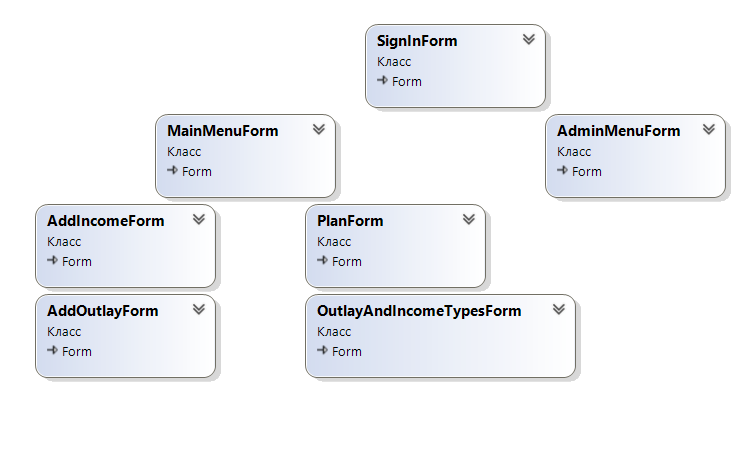 SignInForm
Класс
Form
MainMenuForm
Класс
Form
AdminMenuForm
Класс
Form
AddIncomeForm
Класс
Form
PlanForm
Класс
Form
AddOutlayForm
Класс
Form
OutlayAndIncomeTypesForm
Класс
Form